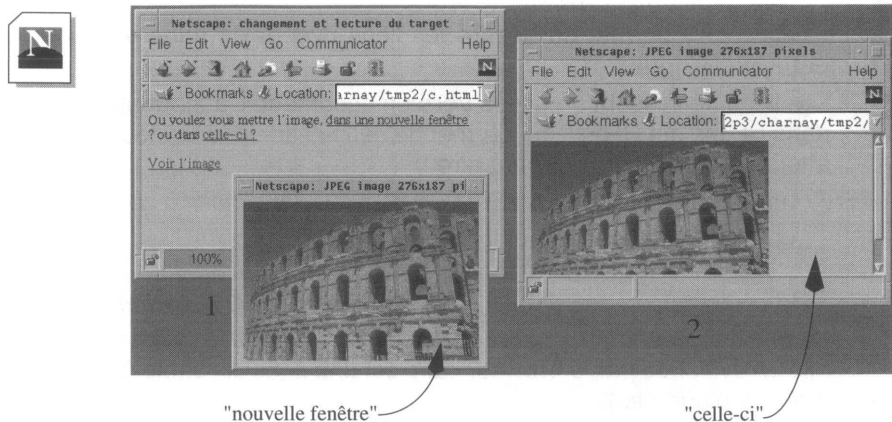 N
Netscape: changement et lecture du target
File Edit View Go Communicator Help
N
Bookmarks Location: arnay/tmp2/c.html
Ou voulez vous mettre l'image, dans une nouvelle fenêtre
? ou dans celle-ci ?
Voir l'image
100%
Netscape: JPEG image 276x187 pi
1
Netscape: JPEG image 276x187 pixels
File Edit View Go Communicator Help
N
Bookmarks Location: 2p3/charnay/tmp2/
2
"nouvelle fenêtre"
"celle-ci"